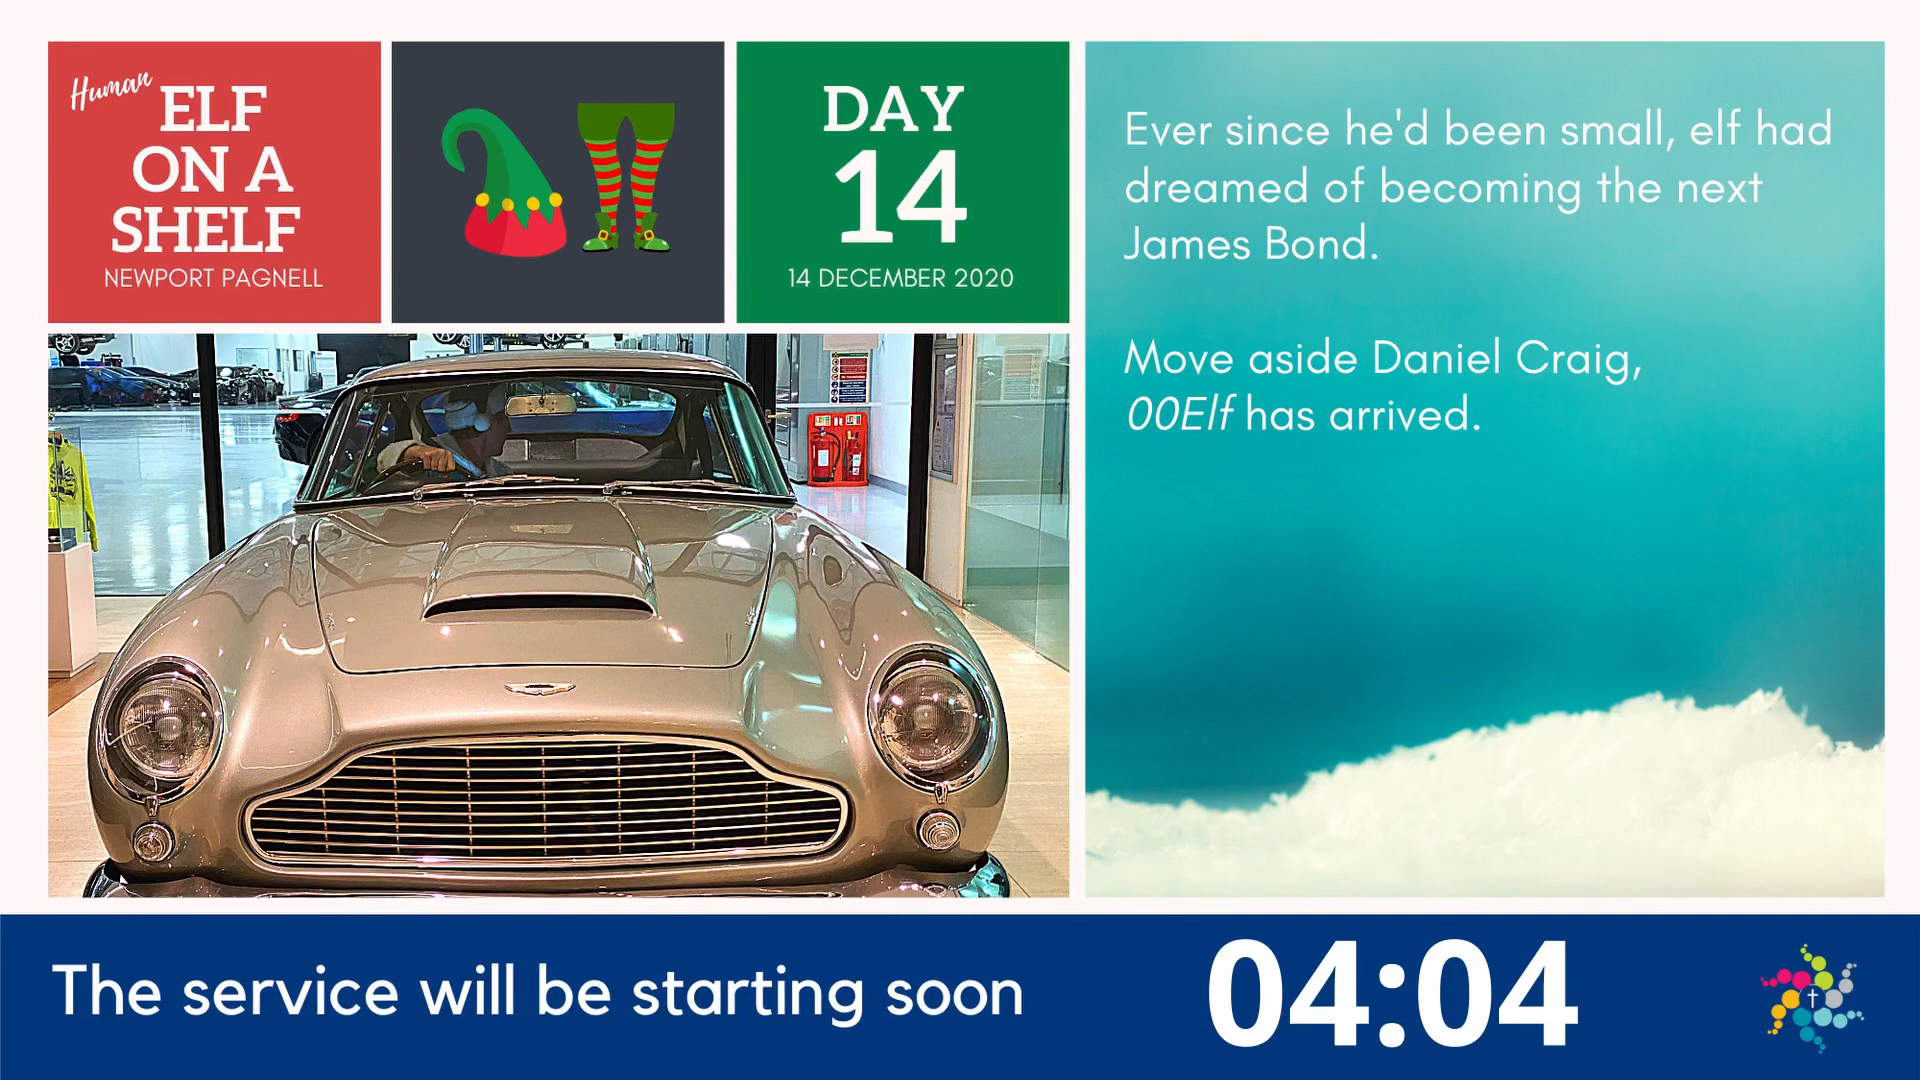 Human
ELF
ON A
SHELF
NEWPORT PAGNELL
DAY
14
14 DECEMBER 2020
Ever since he'd been small, elf had
dreamed of becoming the next
James Bond.
Move aside Daniel Craig,
00Elf has arrived.
The service will be starting soon
04:04